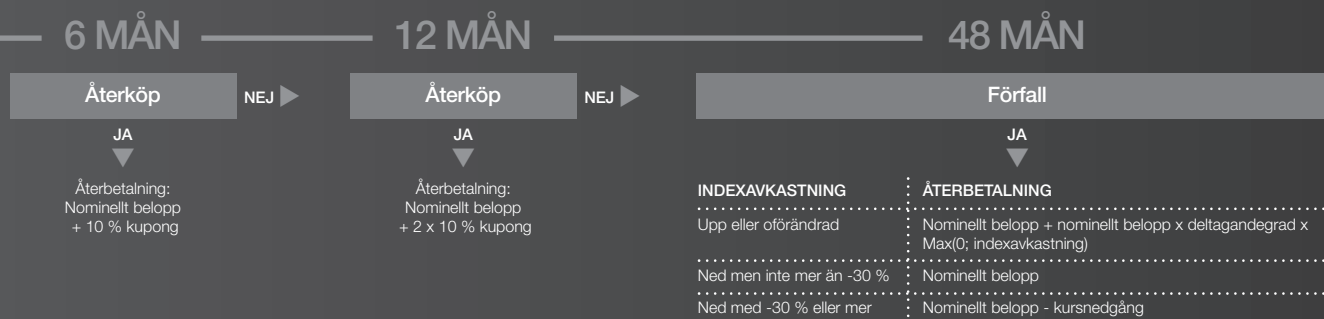 6 MÅN
12 MÅN
48 MÅN
Återköp
NEJ
Återköp
NEJ
Förfall
JA
JA
JA
Återbetalning:
Nominellt belopp
+ 10 % kupong
Återbetalning:
Nominellt belopp
+ 2 x 10 % kupong
INDEXAVKASTNING
ÅTERBETALNING
Upp eller oförändrad
Nominellt belopp + nominellt belopp x deltagandegrad x
Max(0; indexavkastning)
Ned men inte mer än -30 %
Nominellt belopp
Ned med -30 % eller mer
Nominellt belopp - kursnedgång